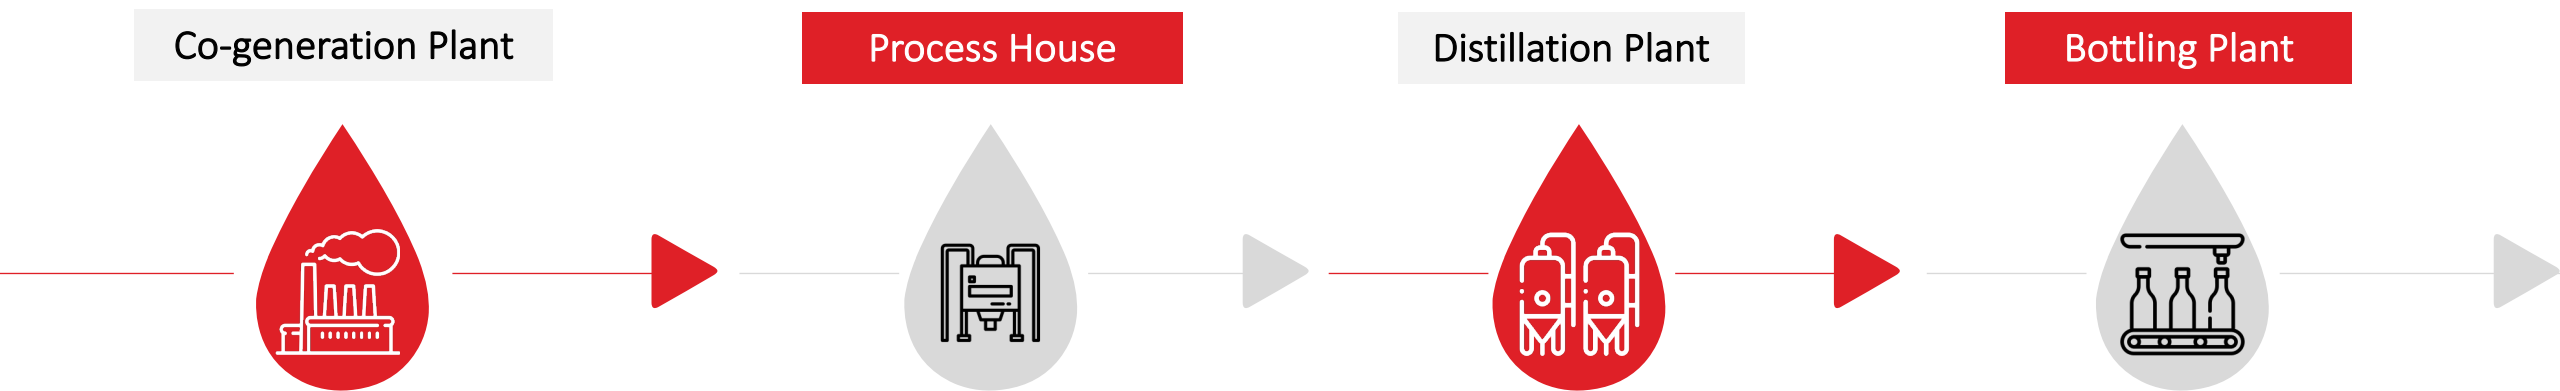 Co-generation Plant
Process House
Distillation Plant
Bottling Plant